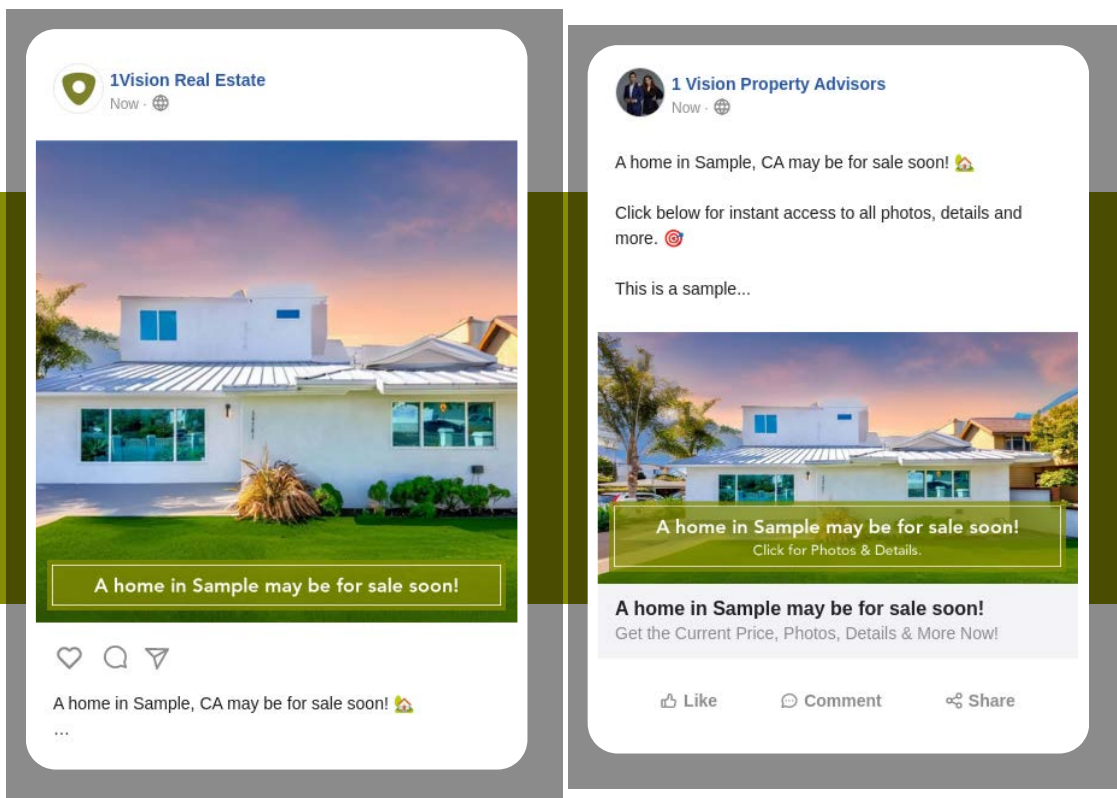 1Vision Real Estate
Now ·
A home in Sample may be for sale soon!
A home in Sample, CA may be for sale soon! 🏡
...
1 Vision Property Advisors
Now ·
A home in Sample, CA may be for sale soon! 🏡
Click below for instant access to all photos, details and
more. 🎯
This is a sample...
A home in Sample may be for sale soon!
Click for Photos & Details.
A home in Sample may be for sale soon!
Get the Current Price, Photos, Details & More Now!
Like Comment Share